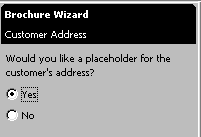 Brochure Wizard
Customer Address
Would you like a placeholder for the
customer's address?
Yes
No